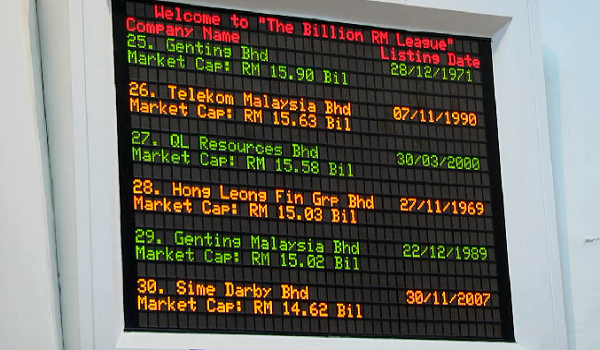 Welcome to "The Billion RM League"
Company Name Listing Date
25. Genting Bhd 28/12/1971
Market Cap: RM 15.90 Bil
26. Telekom Malaysia Bhd 07/11/1990
Market Cap: RM 15.63 Bil
27. QL Resources Bhd 30/03/2000
Market Cap: RM 15.58 Bil
28. Hong Leong Fin Grp Bhd 27/11/1969
Market Cap: RM 15.03 Bil
29. Genting Malaysia Bhd 22/12/1989
Market Cap: RM 15.02 Bil
30. Sime Darby Bhd 30/11/2007
Market Cap: RM 14.62 Bil